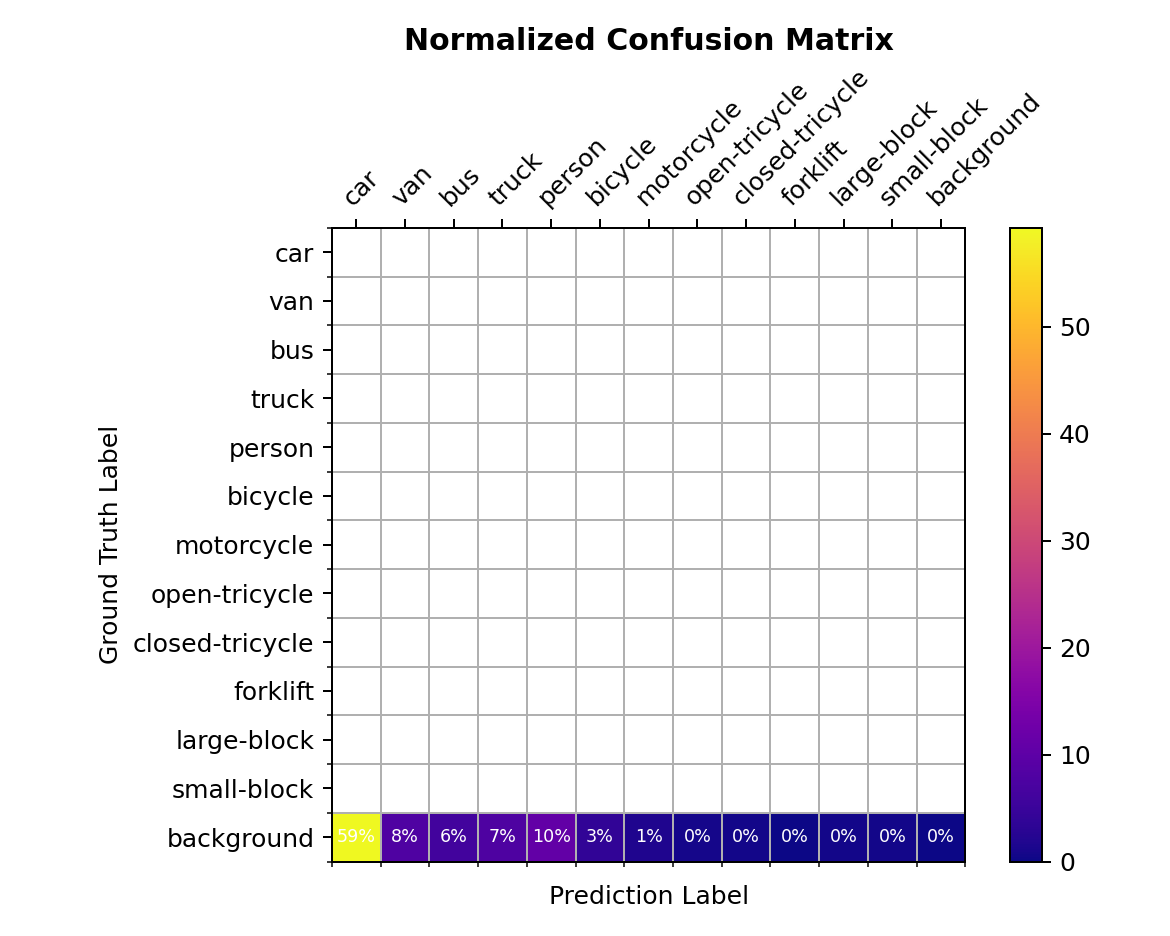 Normalized Confusion Matrix
car van bus truck person bicycle motorcycle open-tricycle closed-tricycle forklift large-block small-block background
car
van
bus
truck
person
bicycle
motorcycle
open-tricycle
closed-tricycle
forklift
large-block
small-block
background 59% 8% 6% 7% 10% 3% 1% 0% 0% 0% 0% 0% 0%
Ground Truth Label
Prediction Label
50
40
30
20
10
0